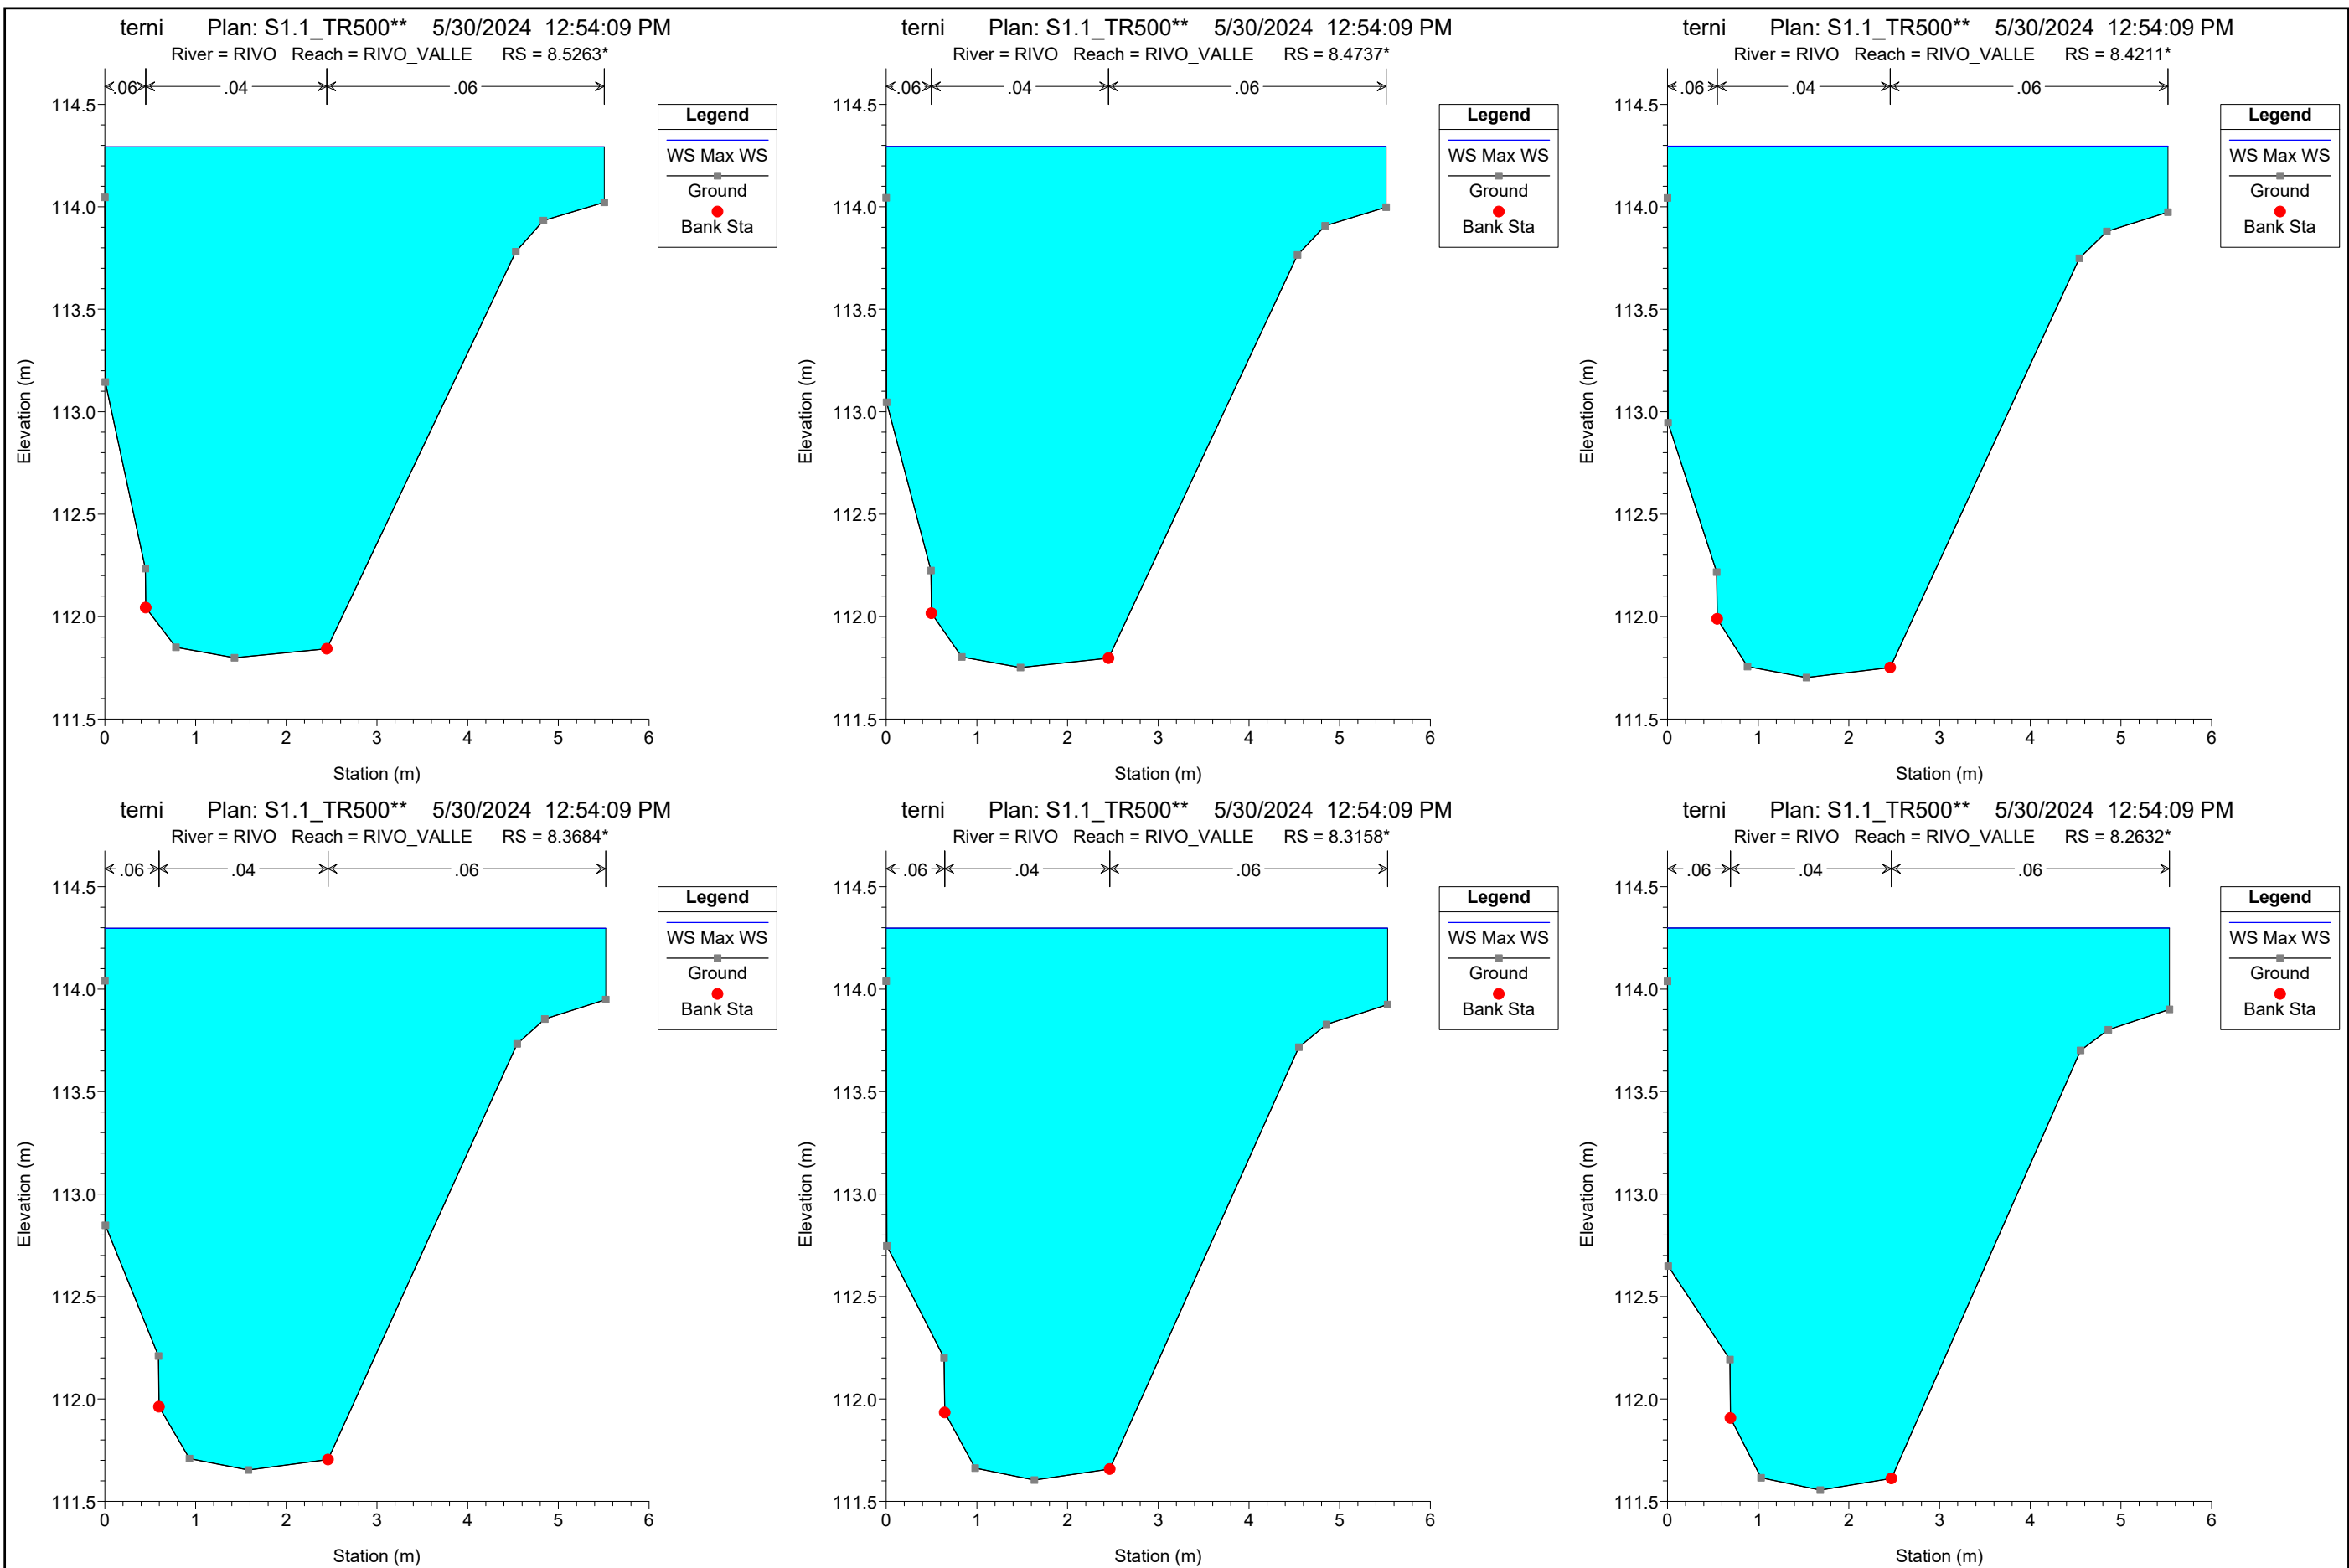 terni Plan: S1.1_TR500** 5/30/2024 12:54:09 PM
River = RIVO Reach = RIVO_VALLE RS = 8.5263*
.06 .04 .06
Legend
WS Max WS
Ground
Bank Sta
114.5
114.0
113.5
113.0
112.5
112.0
111.5
Elevation (m)
0 1 2 3 4 5 6
Station (m)
terni Plan: S1.1_TR500** 5/30/2024 12:54:09 PM
River = RIVO Reach = RIVO_VALLE RS = 8.4737*
.06 .04 .06
Legend
WS Max WS
Ground
Bank Sta
114.5
114.0
113.5
113.0
112.5
112.0
111.5
Elevation (m)
0 1 2 3 4 5 6
Station (m)
terni Plan: S1.1_TR500** 5/30/2024 12:54:09 PM
River = RIVO Reach = RIVO_VALLE RS = 8.4211*
.06 .04 .06
Legend
WS Max WS
Ground
Bank Sta
114.5
114.0
113.5
113.0
112.5
112.0
111.5
Elevation (m)
0 1 2 3 4 5 6
Station (m)
terni Plan: S1.1_TR500** 5/30/2024 12:54:09 PM
River = RIVO Reach = RIVO_VALLE RS = 8.3684*
.06 .04 .06
Legend
WS Max WS
Ground
Bank Sta
114.5
114.0
113.5
113.0
112.5
112.0
111.5
Elevation (m)
0 1 2 3 4 5 6
Station (m)
terni Plan: S1.1_TR500** 5/30/2024 12:54:09 PM
River = RIVO Reach = RIVO_VALLE RS = 8.3158*
.06 .04 .06
Legend
WS Max WS
Ground
Bank Sta
114.5
114.0
113.5
113.0
112.5
112.0
111.5
Elevation (m)
0 1 2 3 4 5 6
Station (m)
terni Plan: S1.1_TR500** 5/30/2024 12:54:09 PM
River = RIVO Reach = RIVO_VALLE RS = 8.2632*
.06 .04 .06
Legend
WS Max WS
Ground
Bank Sta
114.5
114.0
113.5
113.0
112.5
112.0
111.5
Elevation (m)
0 1 2 3 4 5 6
Station (m)